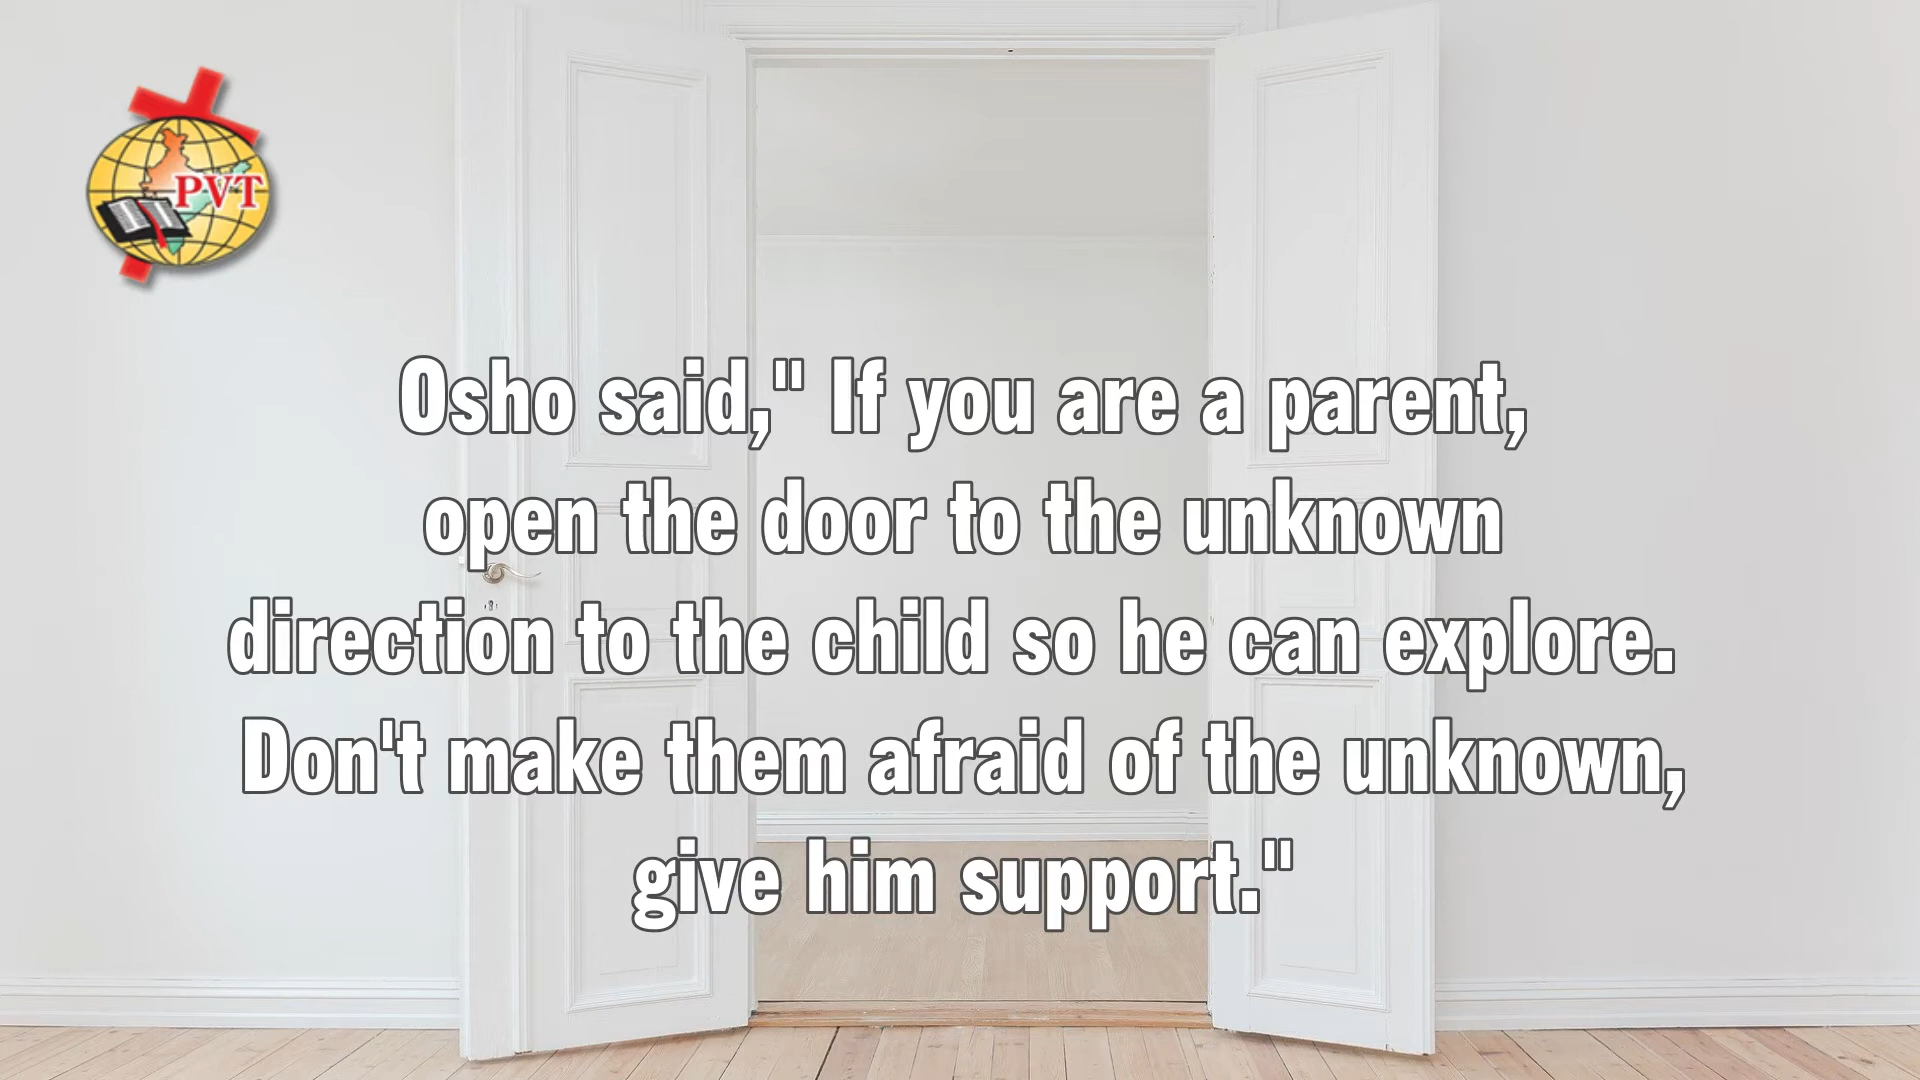 PVT
Osho said," If you are a parent,
open the door to the unknown
direction to the child so he can explore.
Don't make them afraid of the unknown,
give him support."